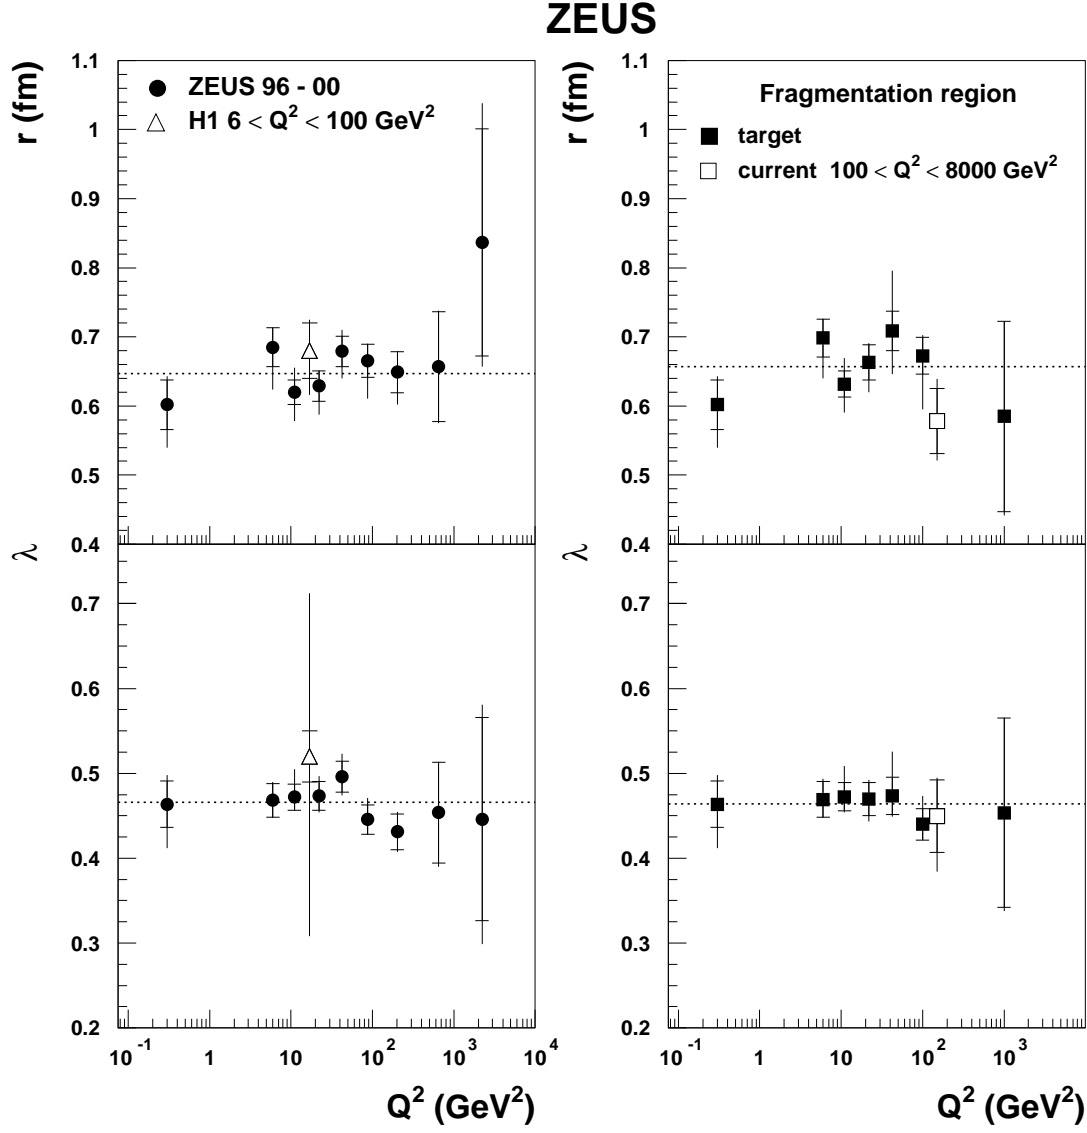 ZEUS
r (fm)
1.1
1
0.9
0.8
0.7
0.6
0.5
0.4
ZEUS 96 - 00
H1 6 < Q² < 100 GeV²
r (fm)
1.1
1
0.9
0.8
0.7
0.6
0.5
0.4
Fragmentation region
target
current 100 < Q² < 8000 GeV²
λ
0.7
0.6
0.5
0.4
0.3
0.2
10⁻¹ 1 10 10² 10³ 10⁴
Q² (GeV²)
λ
0.7
0.6
0.5
0.4
0.3
0.2
10⁻¹ 1 10 10² 10³
Q² (GeV²)